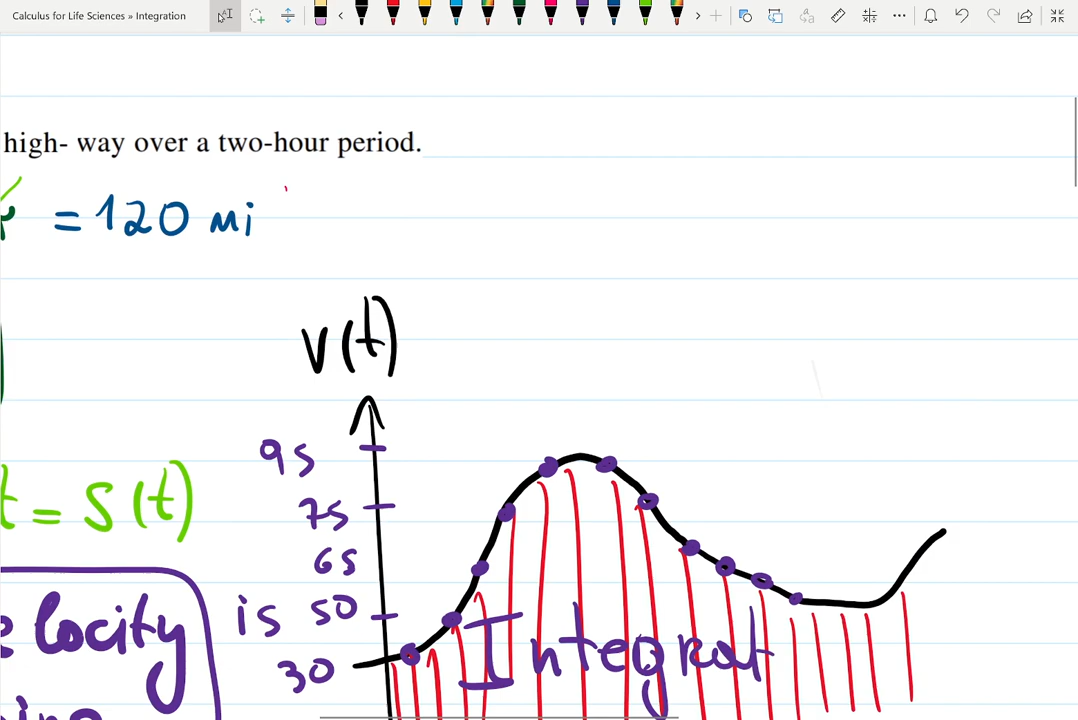 Calculus for Life Sciences » Integration
high- way over a two-hour period.
= 120 mi
v(t)
95
75
t = S(t)
65
50
locity is Integral
30